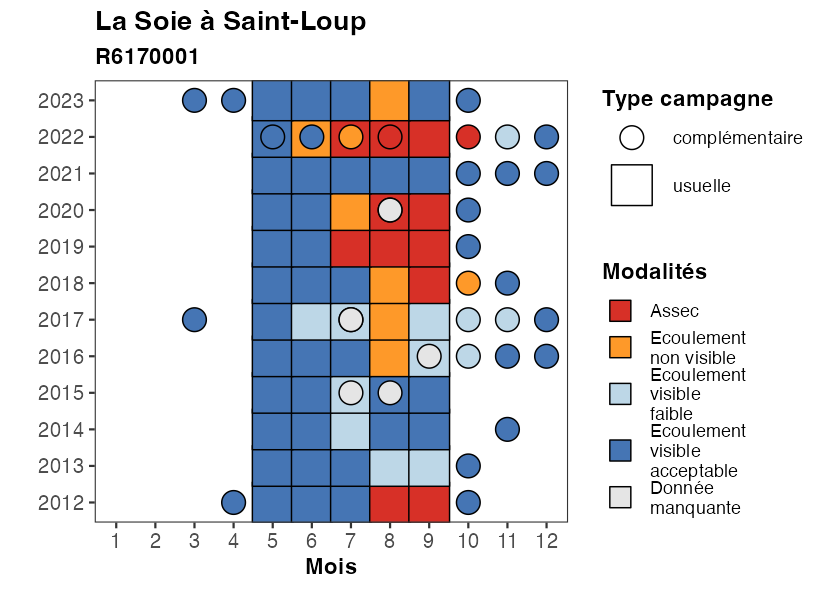 La Soie à Saint-Loup
R6170001
2023
2022
2021
2020
2019
2018
2017
2016
2015
2014
2013
2012
1 2 3 4 5 6 7 8 9 10 11 12
Mois
Type campagne
complémentaire
usuelle
Modalités
Assec
Ecoulement
non visible
Ecoulement
visible
faible
Ecoulement
visible
acceptable
Donnée
manquante